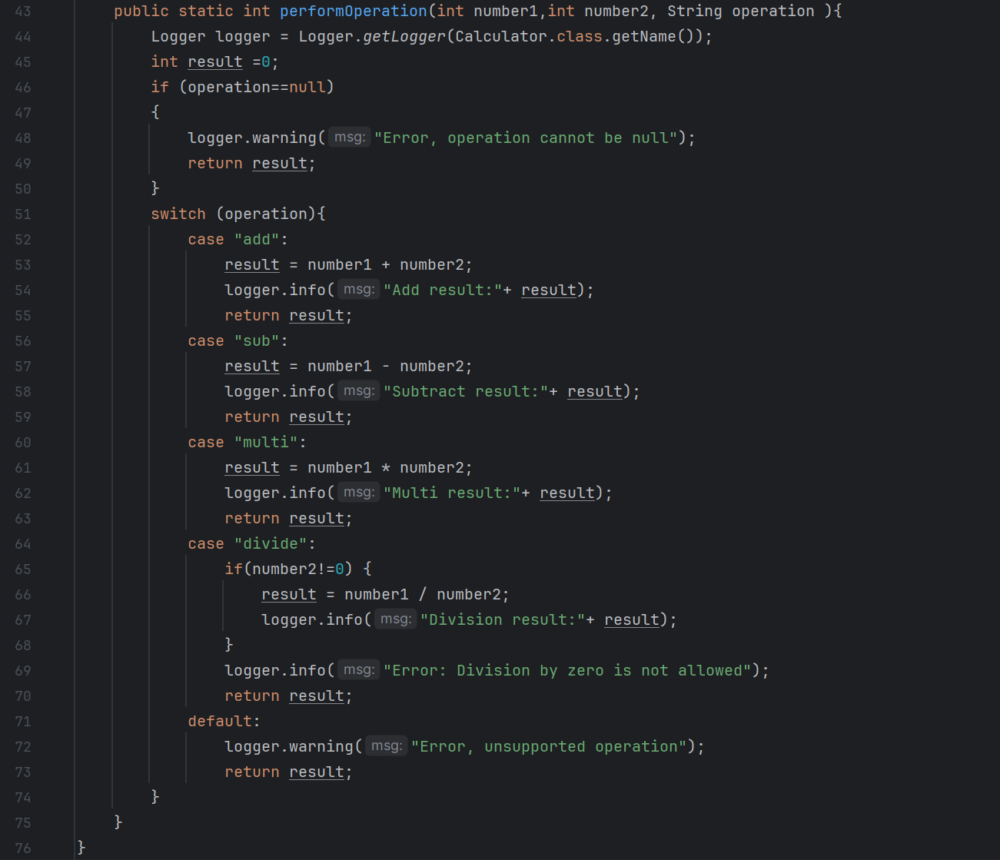 43 public static int performOperation(int number1,int number2, String operation ){
44 Logger logger = Logger.getLogger(Calculator.class.getName());
45 int result =0;
46 if (operation==null)
47 {
48 logger.warning( msg: "Error, operation cannot be null");
49 return result;
50 }
51 switch (operation){
52 case "add":
53 result = number1 + number2;
54 logger.info( msg: "Add result:"+ result);
55 return result;
56 case "sub":
57 result = number1 - number2;
58 logger.info( msg: "Subtract result:"+ result);
59 return result;
60 case "multi":
61 result = number1 * number2;
62 logger.info( msg: "Multi result:"+ result);
63 return result;
64 case "divide":
65 if(number2!=0) {
66 result = number1 / number2;
67 logger.info( msg: "Division result:"+ result);
68 }
69 logger.info( msg: "Error: Division by zero is not allowed");
70 return result;
71 default:
72 logger.warning( msg: "Error, unsupported operation");
73 return result;
74 }
75 }
76 }